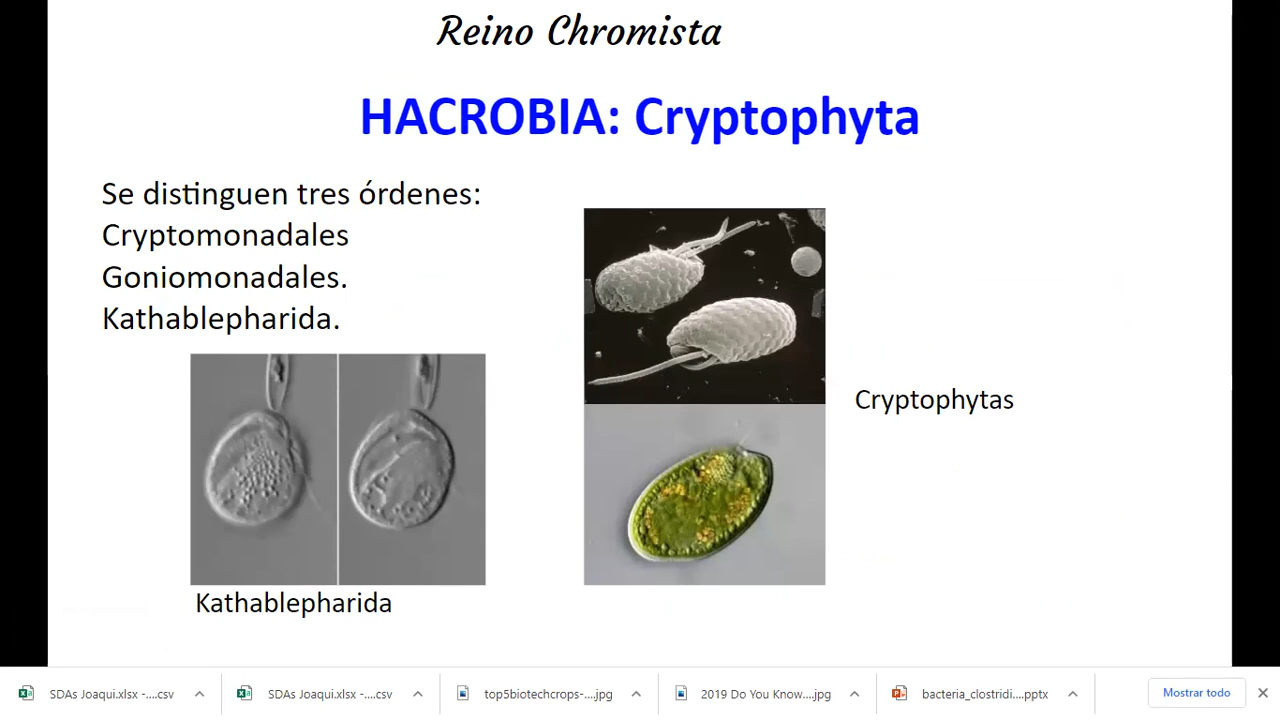 Reino Chromista
HACROBIA: Cryptophyta
Se distinguen tres órdenes:
Cryptomonadales
Goniomonadales.
Kathablepharida.
Cryptophytas
Kathablepharida
SDAs Joaqui.xlsx -....csv
SDAs Joaqui.xlsx -....csv
top5biotechcrops-....jpg
2019 Do You Know....jpg
bacteria_clostridi....pptx
Mostrar todo